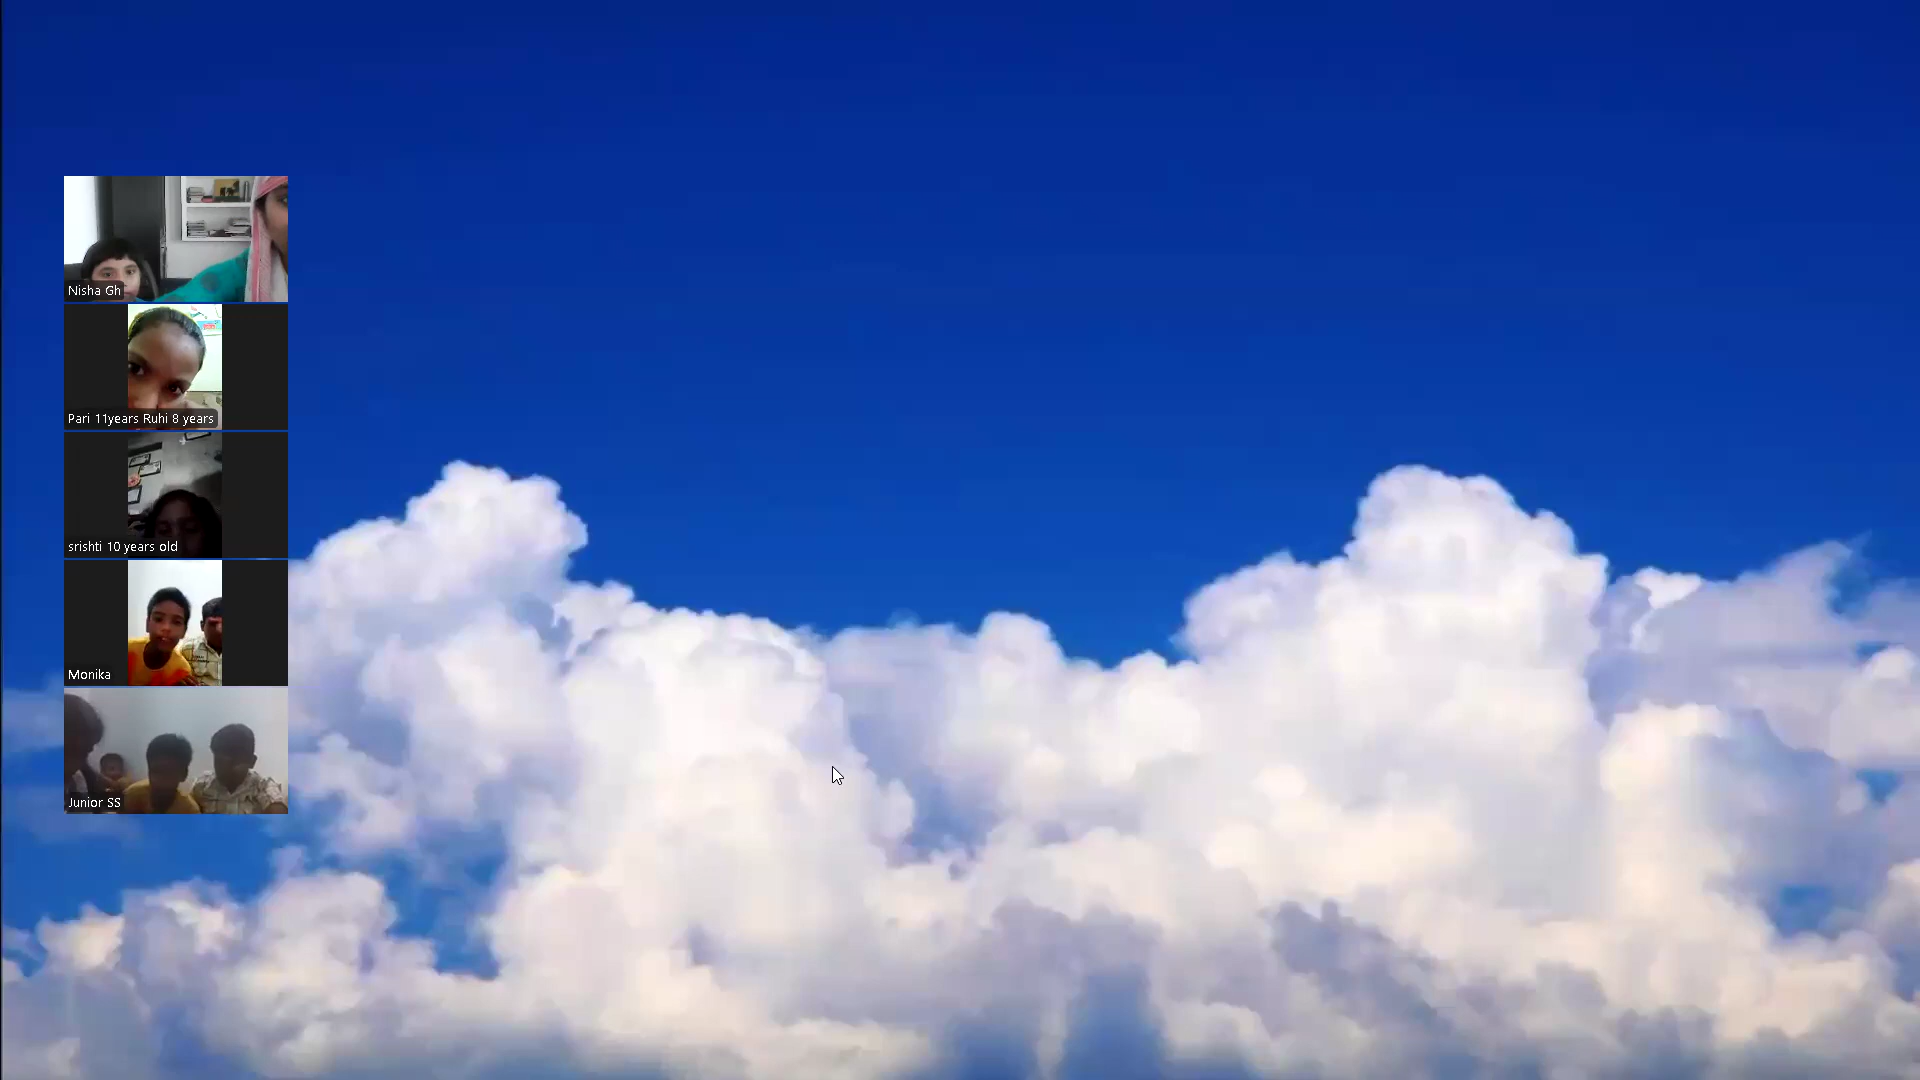 Nisha Gh
Pari 11years Ruhi 8 years
srishti 10 years old
Monika
Junior SS